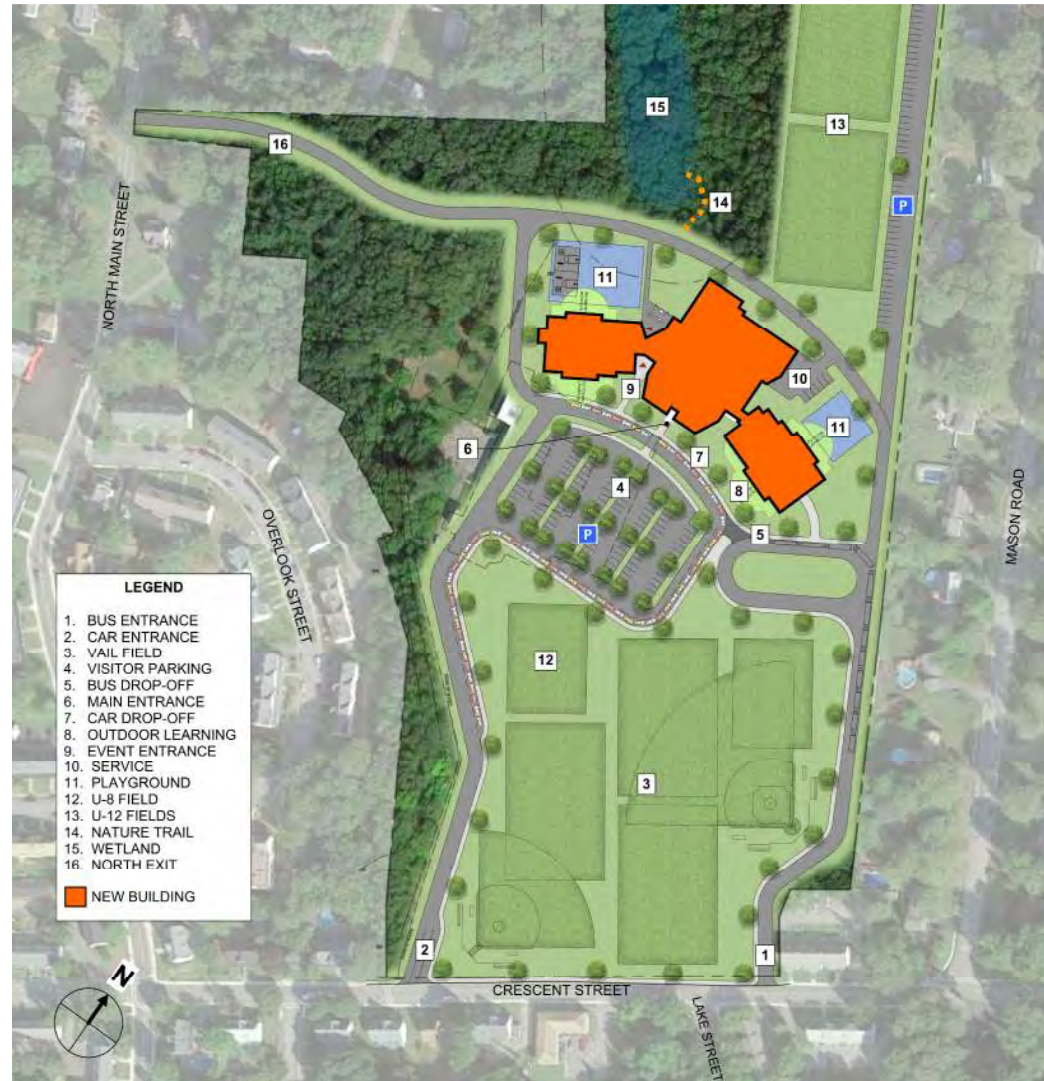 15
13
16
NORTH MAIN STREET
14
P
11
10
9
11
6
7
4
8
P
5
OVERLOOK STREET
MASON ROAD
LEGEND
1. BUS ENTRANCE
2. CAR ENTRANCE
3. VAIL FIELD
4. VISITOR PARKING
5. BUS DROP-OFF
6. MAIN ENTRANCE
7. CAR DROP-OFF
8. OUTDOOR LEARNING
9. EVENT ENTRANCE
10. SERVICE
11. PLAYGROUND
12. U-8 FIELD
13. U-12 FIELDS
14. NATURE TRAIL
15. WETLAND
16. NORTH EXIT
NEW BUILDING
12
3
2
1
N
CRESCENT STREET
LAKE STREET